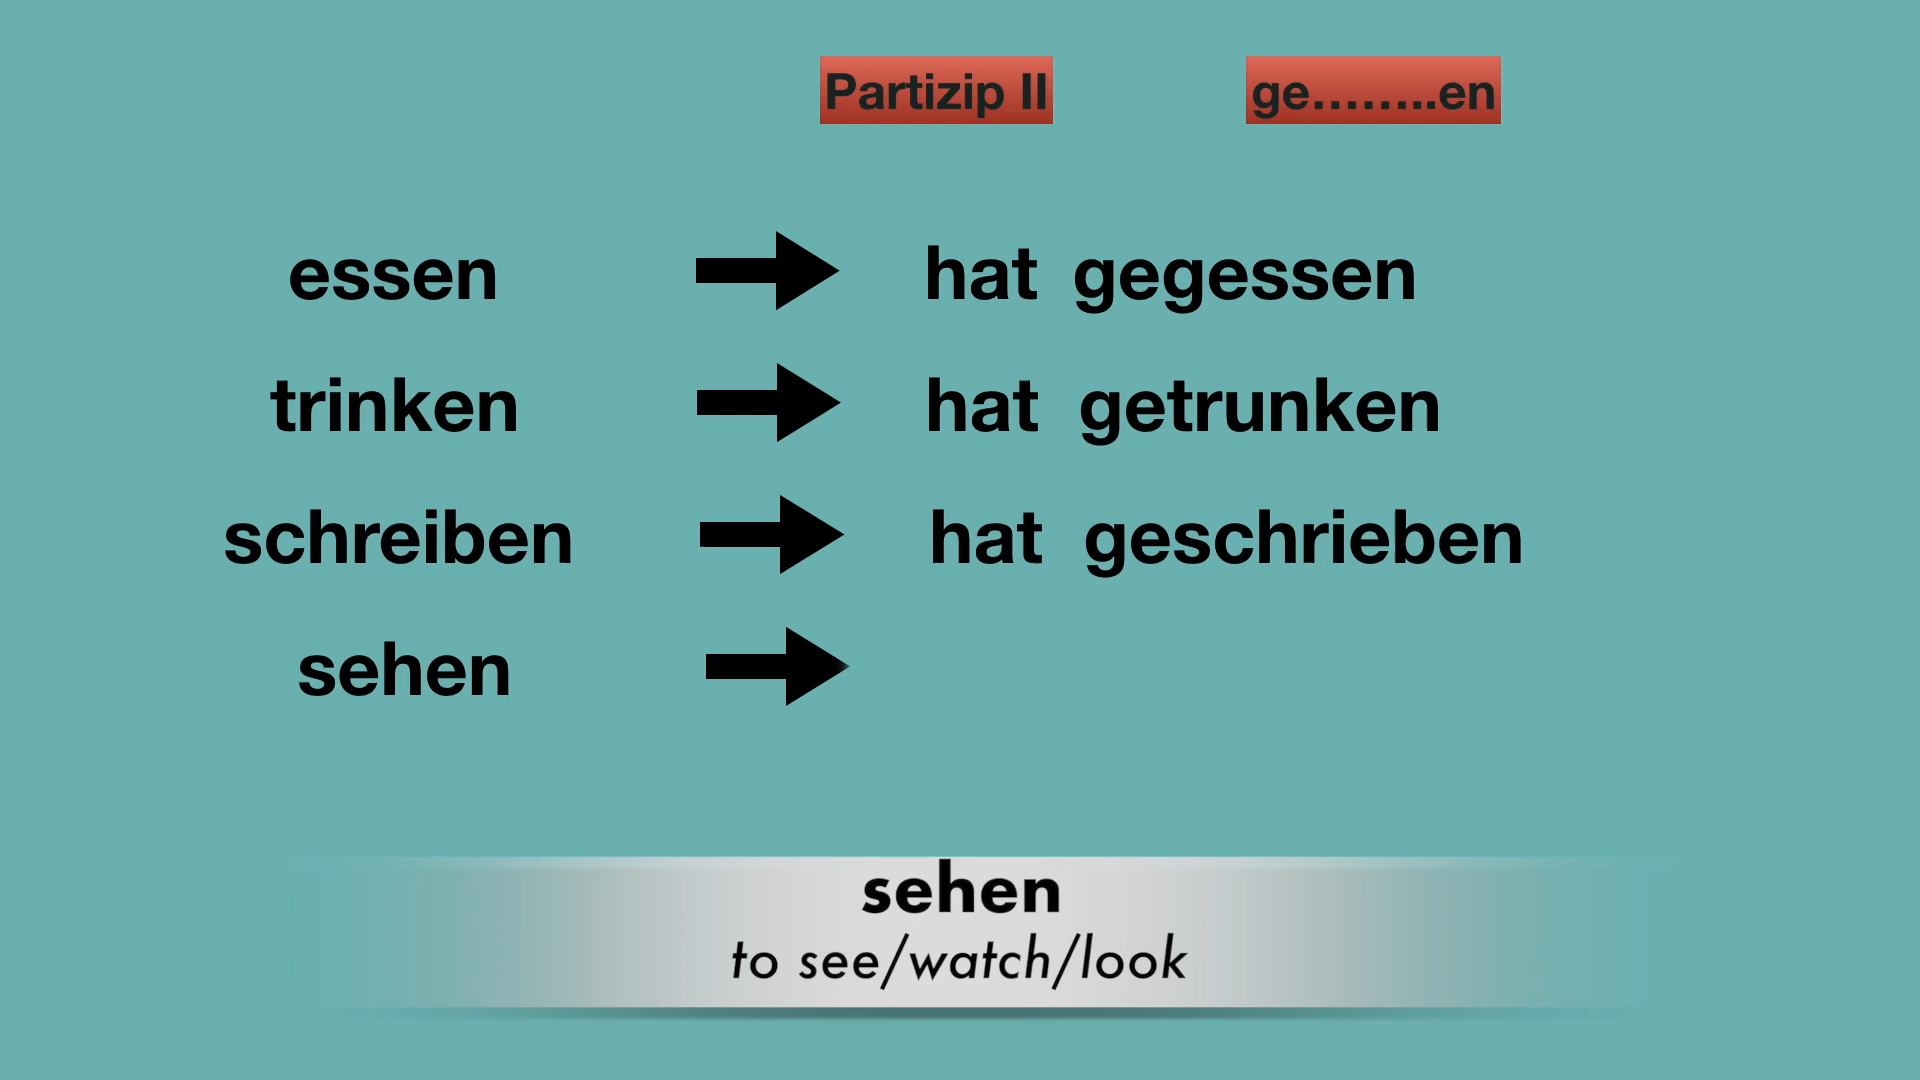 Partizip II ge……...en
essen hat gegessen
trinken hat getrunken
schreiben hat geschrieben
sehen
sehen
to see/watch/look